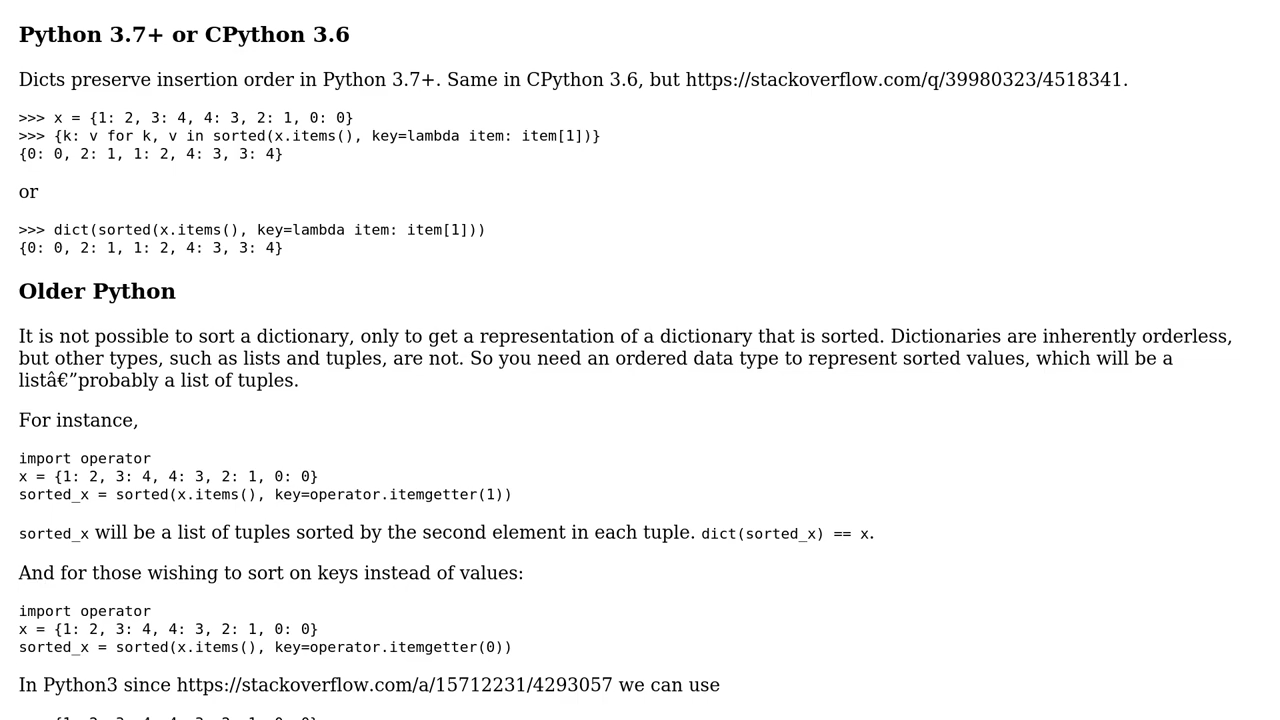 Python 3.7+ or CPython 3.6
Dicts preserve insertion order in Python 3.7+. Same in CPython 3.6, but https://stackoverflow.com/q/39980323/4518341.
>>> x = {1: 2, 3: 4, 4: 3, 2: 1, 0: 0}
>>> {k: v for k, v in sorted(x.items(), key=lambda item: item[1])}
{0: 0, 2: 1, 1: 2, 4: 3, 3: 4}
or
>>> dict(sorted(x.items(), key=lambda item: item[1]))
{0: 0, 2: 1, 1: 2, 4: 3, 3: 4}
Older Python
It is not possible to sort a dictionary, only to get a representation of a dictionary that is sorted. Dictionaries are inherently orderless,
but other types, such as lists and tuples, are not. So you need an ordered data type to represent sorted values, which will be a
listâ€”probably a list of tuples.
For instance,
import operator
x = {1: 2, 3: 4, 4: 3, 2: 1, 0: 0}
sorted_x = sorted(x.items(), key=operator.itemgetter(1))
sorted_x will be a list of tuples sorted by the second element in each tuple. dict(sorted_x) == x.
And for those wishing to sort on keys instead of values:
import operator
x = {1: 2, 3: 4, 4: 3, 2: 1, 0: 0}
sorted_x = sorted(x.items(), key=operator.itemgetter(0))
In Python3 since https://stackoverflow.com/a/15712231/4293057 we can use